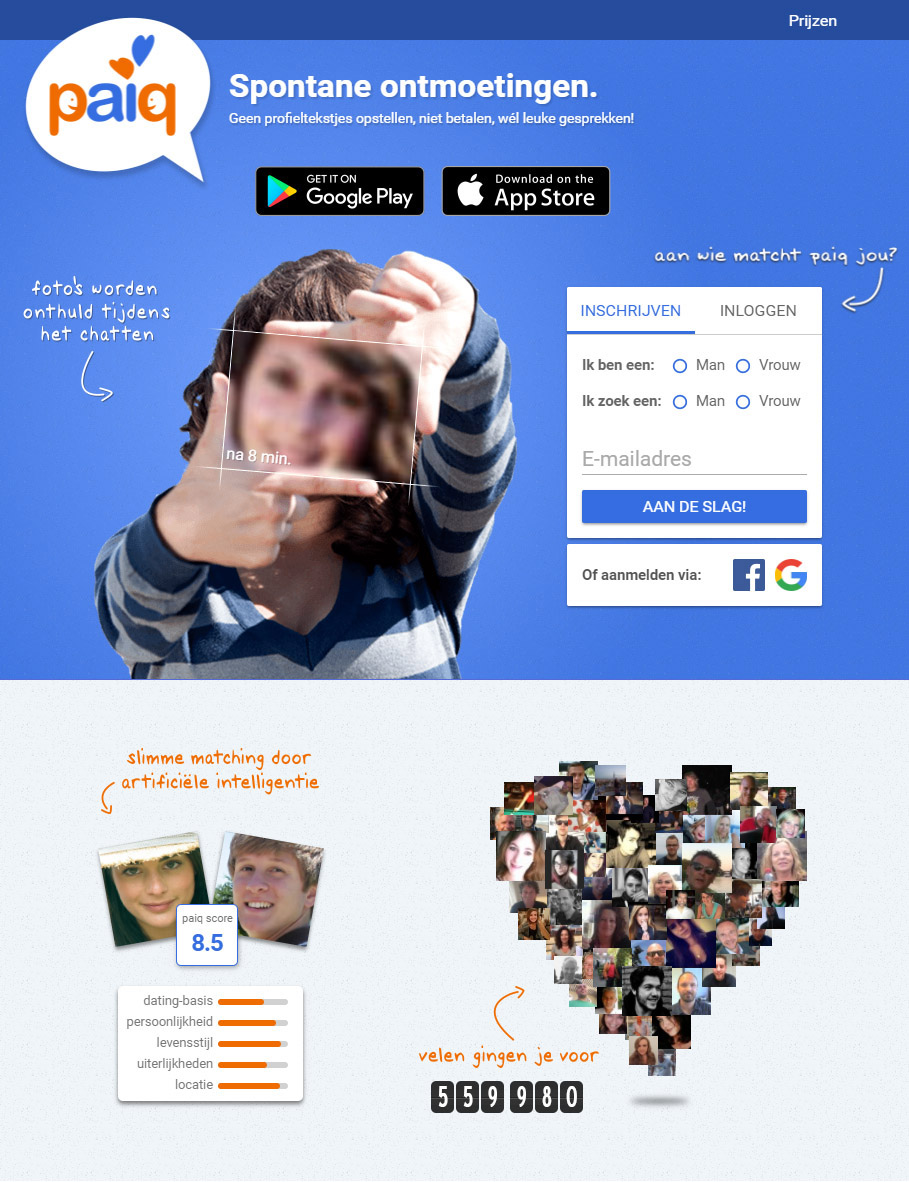 Prijzen
paiq
Spontane ontmoetingen.
Geen profieltekstjes opstellen, niet betalen, wél leuke gesprekken!
GET IT ON
Google Play
Download on the
App Store
aan wie matcht paiq jou?
foto's worden
onthuld tijdens
het chatten
na 8 min.
INSCHRIJVEN INLOGGEN
Ik ben een: Man Vrouw
Ik zoek een: Man Vrouw
E-mailadres
AAN DE SLAG!
Of aanmelden via:
slimme matching door
artificiële intelligentie
paiq score
8.5
dating-basis
persoonlijkheid
levensstijl
uiterlijkheden
locatie
velen gingen je voor
559 980